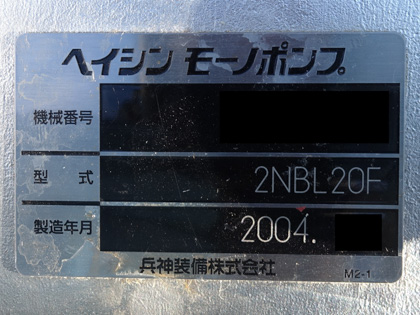 ヘイシン モーノポンプ
機械番号
型 式 2NBL20F
製造年月 2004.
兵神装備株式会社
M2-1